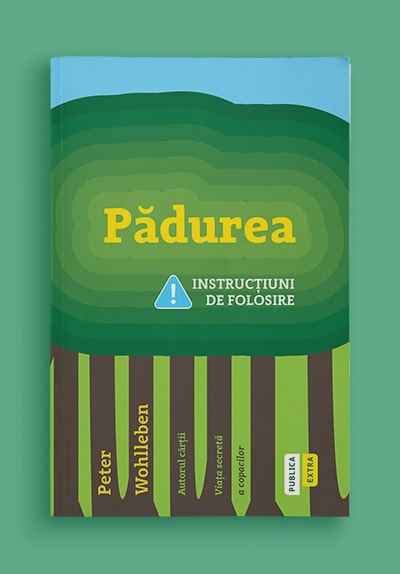 Pădurea
!
INSTRUCȚIUNI
DE FOLOSIRE
Peter
Wohlleben
Autorul cărții
Viața secretă
a copacilor
PUBLICA
EXTRA